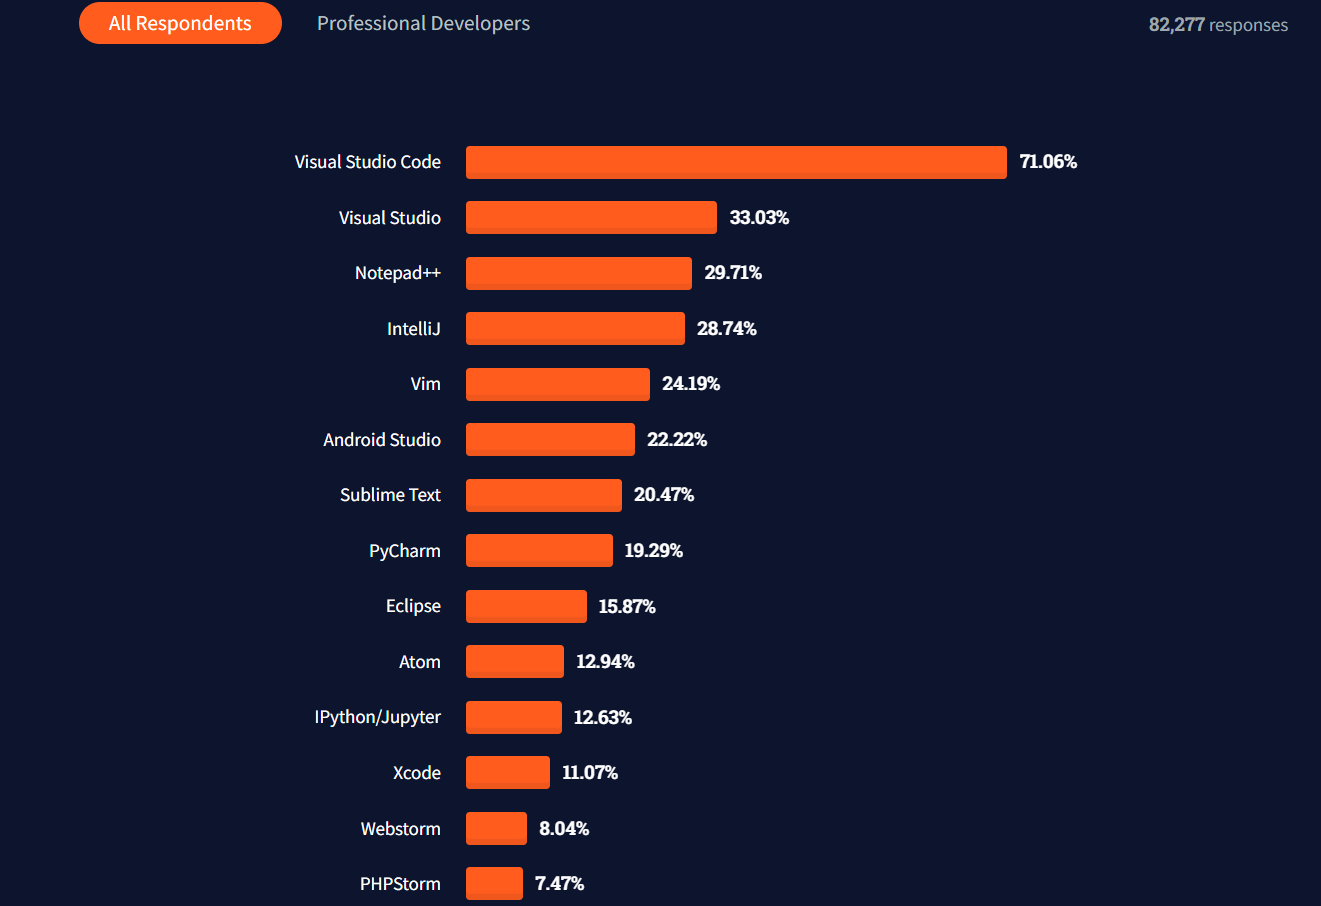 All Respondents Professional Developers 82,277 responses
Visual Studio Code 71.06%
Visual Studio 33.03%
Notepad++ 29.71%
IntelliJ 28.74%
Vim 24.19%
Android Studio 22.22%
Sublime Text 20.47%
PyCharm 19.29%
Eclipse 15.87%
Atom 12.94%
IPython/Jupyter 12.63%
Xcode 11.07%
Webstorm 8.04%
PHPStorm 7.47%